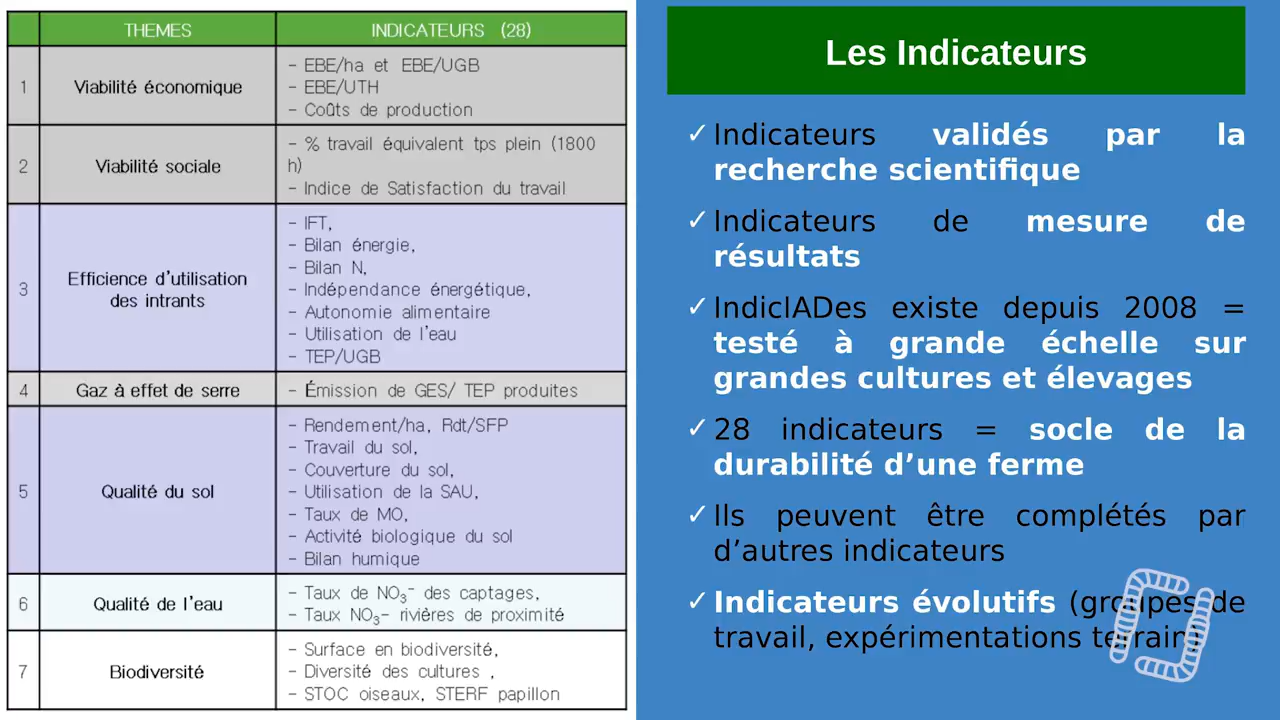 THEMES
INDICATEURS (28)
1
Viabilité économique
- EBE/ha et EBE/UGB
- EBE/UTH
- Coûts de production
2
Viabilité sociale
- % travail équivalent tps plein (1800
h)
- Indice de Satisfaction du travail
3
Efficience d'utilisation
des intrants
- IFT,
- Bilan énergie,
- Bilan N,
- Indépendance énergétique,
- Autonomie alimentaire
- Utilisation de l'eau
- TEP/UGB
4
Gaz à effet de serre
- Émission de GES/ TEP produites
5
Qualité du sol
- Rendement/ha, Rdt/SFP
- Travail du sol,
- Couverture du sol,
- Utilisation de la SAU,
- Taux de MO,
- Activité biologique du sol
- Bilan humique
6
Qualité de l'eau
- Taux de NO₃⁻ des captages,
- Taux NO₃- rivières de proximité
7
Biodiversité
- Surface en biodiversité,
- Diversité des cultures ,
- STOC oiseaux, STERF papillon
Les Indicateurs
✓ Indicateurs validés par la
recherche scientifique
✓ Indicateurs de mesure de
résultats
✓ IndicIADes existe depuis 2008 =
testé à grande échelle sur
grandes cultures et élevages
✓ 28 indicateurs = socle de la
durabilité d’une ferme
✓ Ils peuvent être complétés par
d’autres indicateurs
✓ Indicateurs évolutifs (groupes de
travail, expérimentations terrain)